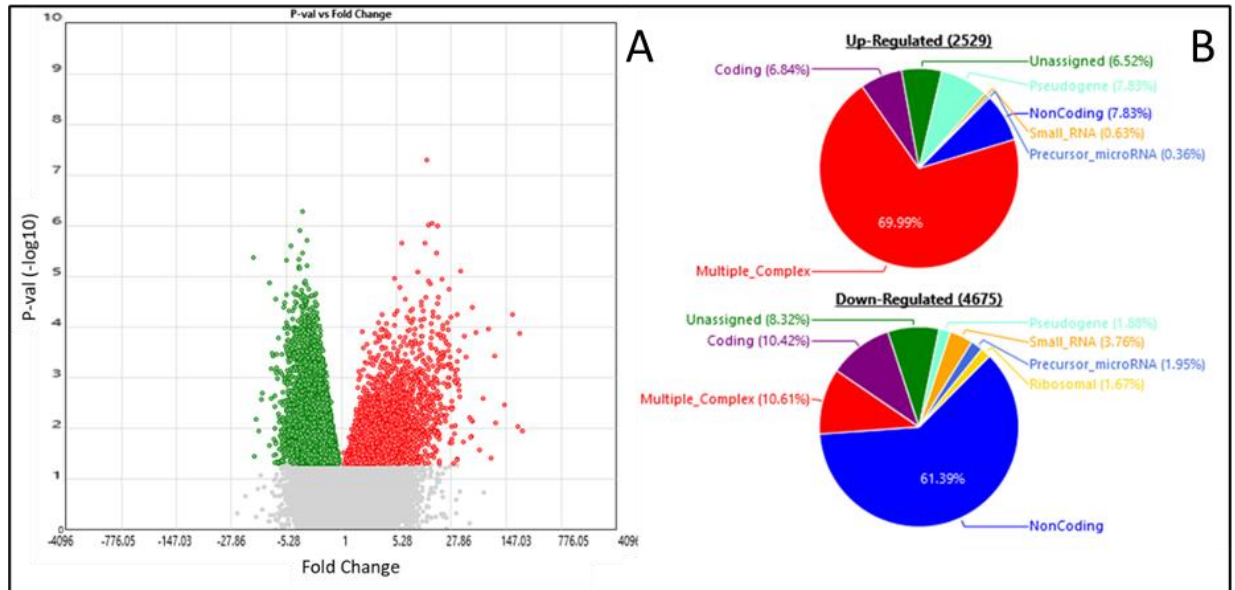 P-val vs Fold Change
P-val (-log10)
10
9
8
7
6
5
4
3
2
1
0
-4096 -776.05 -147.03 -27.86 -5.28 1 5.28 27.86 147.03 776.05 4096
Fold Change
A
B
Up-Regulated (2529)
Coding (6.84%)
Unassigned (6.52%)
Pseudogene (7.83%)
NonCoding (7.83%)
Small_RNA (0.63%)
Precursor_microRNA (0.36%)
69.99%
Multiple_Complex
Down-Regulated (4675)
Unassigned (8.32%)
Pseudogene (1.88%)
Coding (10.42%)
Small_RNA (3.76%)
Precursor_microRNA (1.95%)
Ribosomal (1.67%)
Multiple_Complex (10.61%)
61.39%
NonCoding